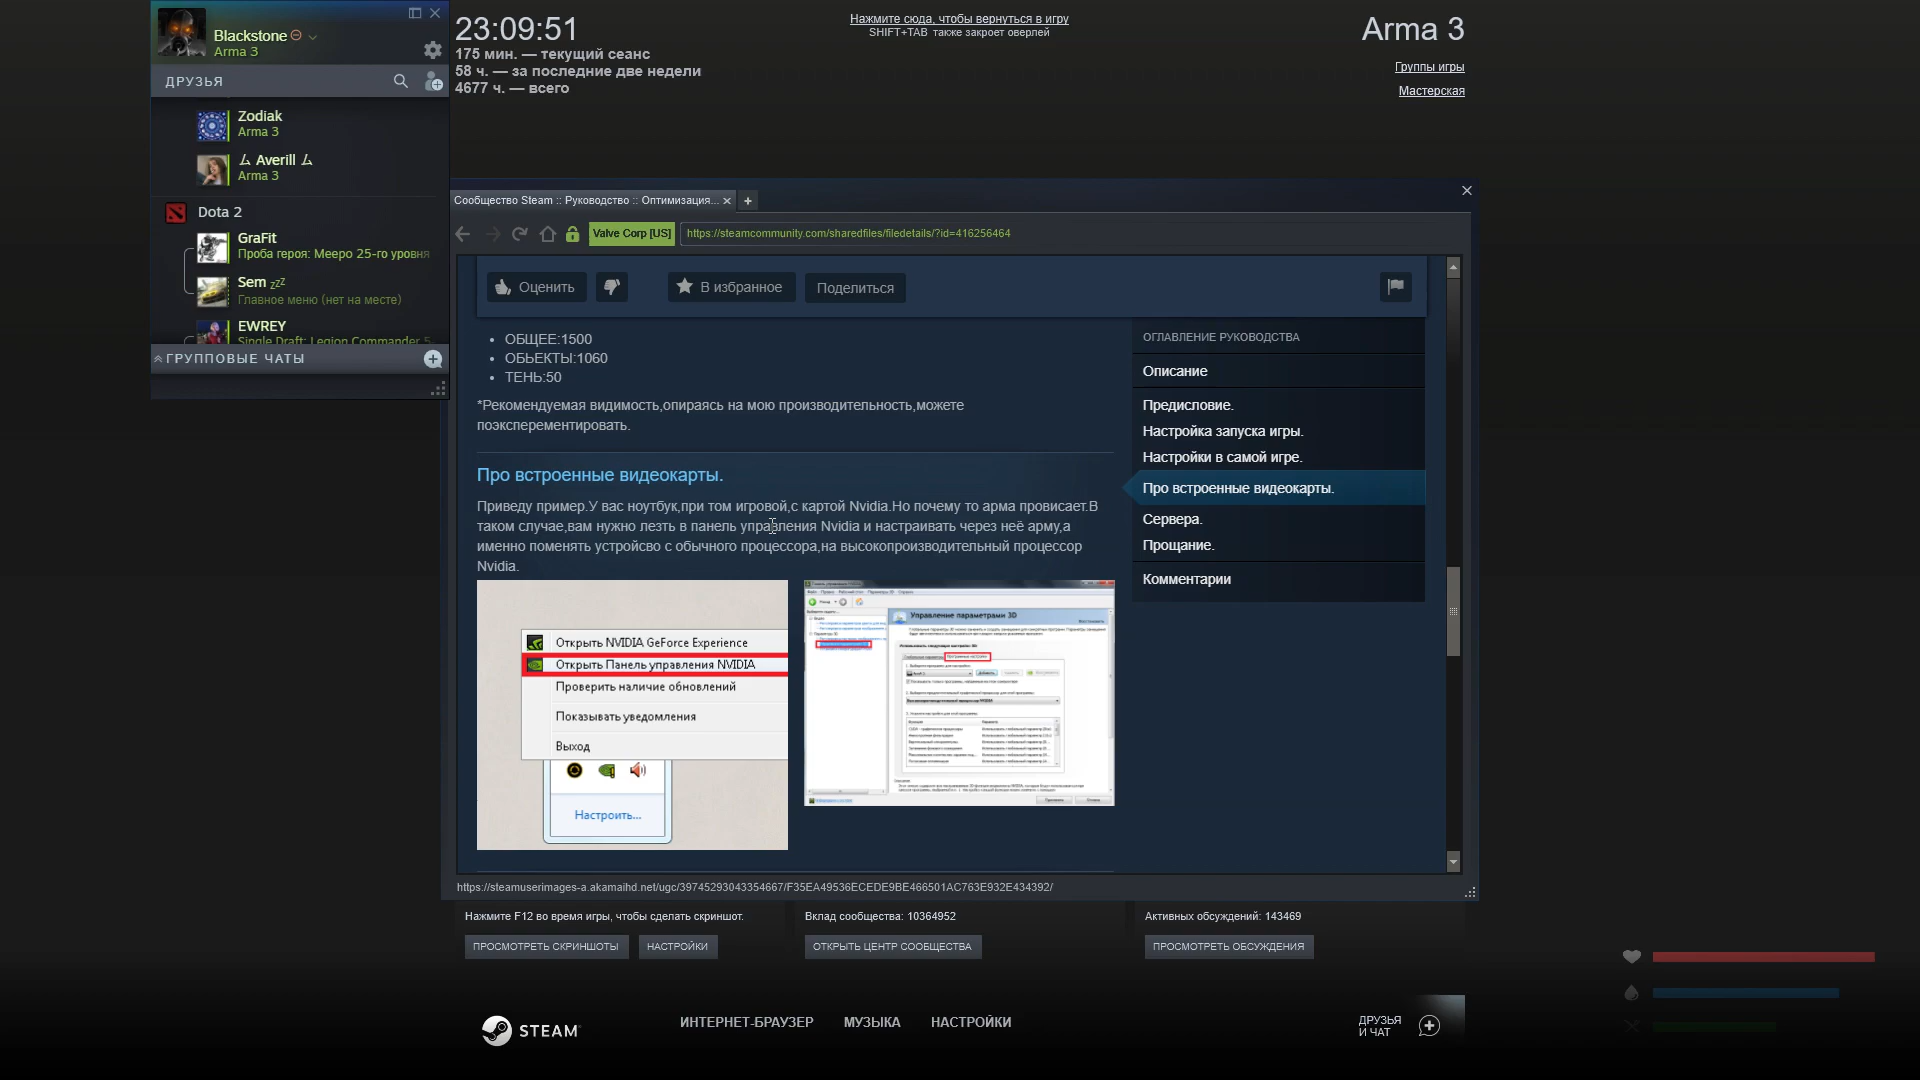 Blackstone
Arma 3
ДРУЗЬЯ
Zodiak
Arma 3
ム Averill ム
Arma 3
Dota 2
GraFit
Проба героя: Meepo 25-го уровня
Sem zzZ
Главное меню (нет на месте)
EWREY
Single Draft: Legion Commander 5
ГРУППОВЫЕ ЧАТЫ
23:09:51
175 мин. — текущий сеанс
58 ч. — за последние две недели
4677 ч. — всего
Нажмите сюда, чтобы вернуться в игру
SHIFT+TAB также закроет оверлей
Arma 3
Группы игры
Мастерская
Сообщество Steam :: Руководство :: Оптимизация...
Valve Corp [US]
https://steamcommunity.com/sharedfiles/filedetails/?id=416256464
Оценить
В избранное
Поделиться
• ОБЩЕЕ:1500
• ОБЬЕКТЫ:1060
• ТЕНЬ:50
*Рекомендуемая видимость,опираясь на мою производительность,можете
поэксперементировать.
Про встроенные видеокарты.
Приведу пример.У вас ноутбук,при том игровой,с картой Nvidia.Но почему то арма провисает.В
таком случае,вам нужно лезть в панель управления Nvidia и настраивать через неё арму,а
именно поменять устройсво с обычного процессора,на высокопроизводительный процессор
Nvidia.
Открыть NVIDIA GeForce Experience
Открыть Панель управления NVIDIA
Проверить наличие обновлений
Показывать уведомления
Выход
Настроить...
Управление параметрами 3D
ОГЛАВЛЕНИЕ РУКОВОДСТВА
Описание
Предисловие.
Настройка запуска игры.
Настройки в самой игре.
Про встроенные видеокарты.
Сервера.
Прощание.
Комментарии
https://steamuserimages-a.akamaihd.net/ugc/39745293043354667/F35EA49536ECEDE9BE466501AC763E932E434392/
Нажмите F12 во время игры, чтобы сделать скриншот.
ПРОСМОТРЕТЬ СКРИНШОТЫ
НАСТРОЙКИ
Вклад сообщества: 10364952
ОТКРЫТЬ ЦЕНТР СООБЩЕСТВА
Активных обсуждений: 143469
ПРОСМОТРЕТЬ ОБСУЖДЕНИЯ
STEAM
ИНТЕРНЕТ-БРАУЗЕР
МУЗЫКА
НАСТРОЙКИ
ДРУЗЬЯ
И ЧАТ